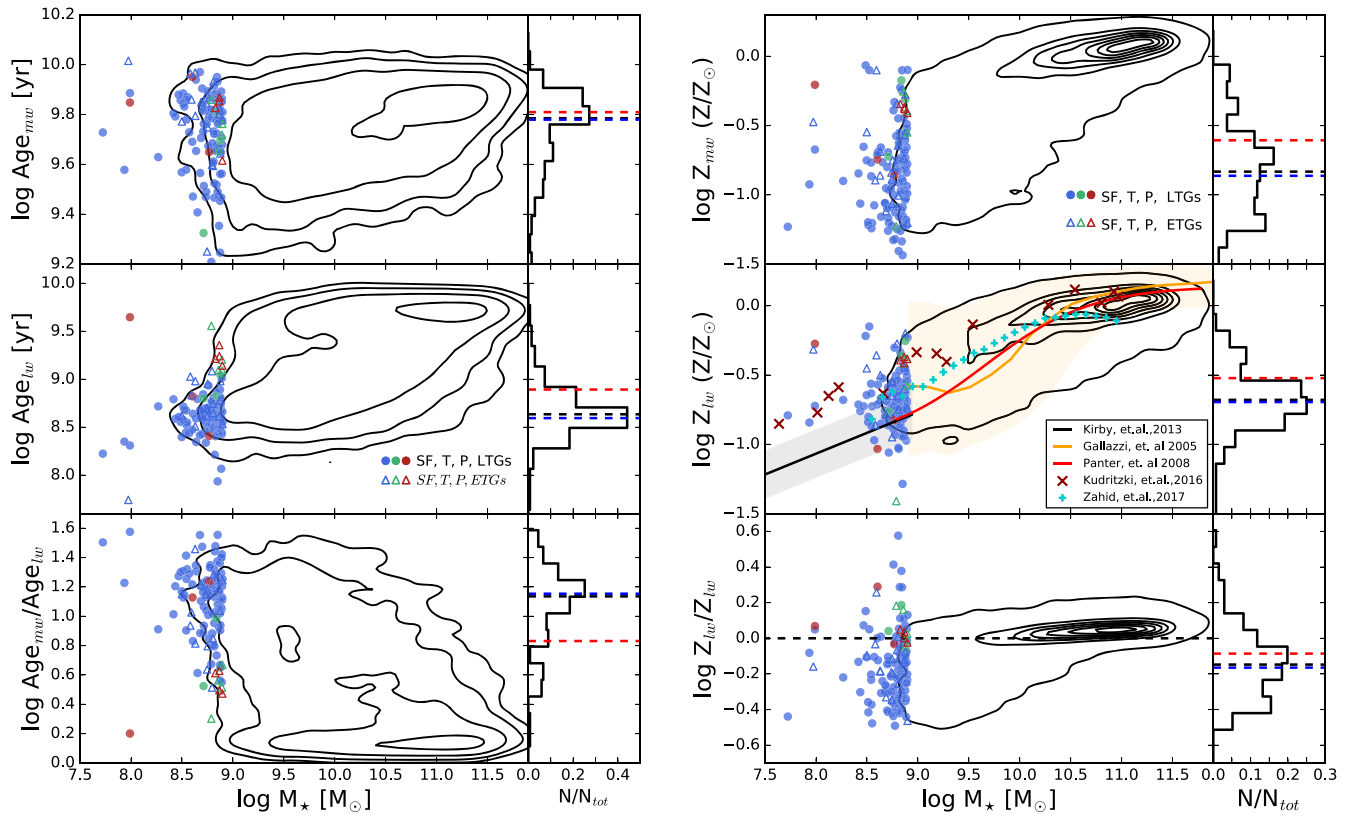 10.0
9.8
9.6
9.4
9.2
log Age_mw [yr]
10.0
9.5
9.0
8.5
8.0
log Age_lw [yr]
SF, T, P, LTGs
SF, T, P, ETGs
1.6
1.4
1.2
1.0
0.8
0.6
0.4
0.2
0.0
log Age_mw/Age_lw
7.5 8.0 8.5 9.0 9.5 10.0 10.5 11.0 11.5 0.0 0.2 0.4
log M⋆ [M⊙]
N/N_tot
0.0
−0.5
−1.0
−1.5
log Z_mw (Z/Z⊙)
SF, T, P, LTGs
SF, T, P, ETGs
0.0
−0.5
−1.0
−1.5
log Z_lw (Z/Z⊙)
Kirby, et.al.,2013
Gallazzi, et. al 2005
Panter, et. al 2008
Kudritzki, et.al.,2016
Zahid, et.al.,2017
0.6
0.4
0.2
0.0
−0.2
−0.4
−0.6
log Z_lw/Z_lw
7.5 8.0 8.5 9.0 9.5 10.0 10.5 11.0 11.5 0.0 0.1 0.2 0.3
log M⋆ [M⊙]
N/N_tot